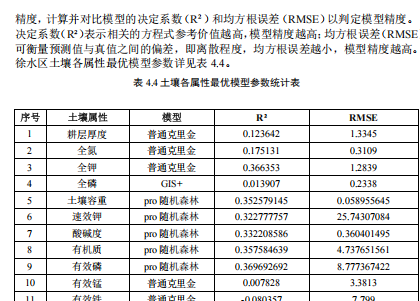 精度，计算并对比模型的决定系数（R²）和均方根误差（RMSE）以判定模型精度。
决定系数（R²）表示相关的方程式参考价值越高，模型精度越高；均方根误差（RMSE
可衡量预测值与真值之间的偏差，即离散程度，均方根误差越小，模型精度越高。
徐水区土壤各属性最优模型参数详见表 4.4。
表 4.4 土壤各属性最优模型参数统计表
序号 土壤属性 模型 R² RMSE
1 耕层厚度 普通克里金 0.123642 1.3345
2 全氮 普通克里金 0.175131 0.3109
3 全钾 普通克里金 0.366353 1.2839
4 全磷 GIS+ 0.013907 0.2338
5 土壤容重 pro 随机森林 0.352579145 0.058955645
6 速效钾 pro 随机森林 0.322777757 25.74307084
7 酸碱度 pro 随机森林 0.332208586 0.360401495
8 有机质 pro 随机森林 0.357584639 4.737651561
9 有效磷 pro 随机森林 0.369692692 8.777367422
10 有效锰 普通克里金 0.007828 3.3813
11 有效铁 普通克里金 -0.080357 7.799